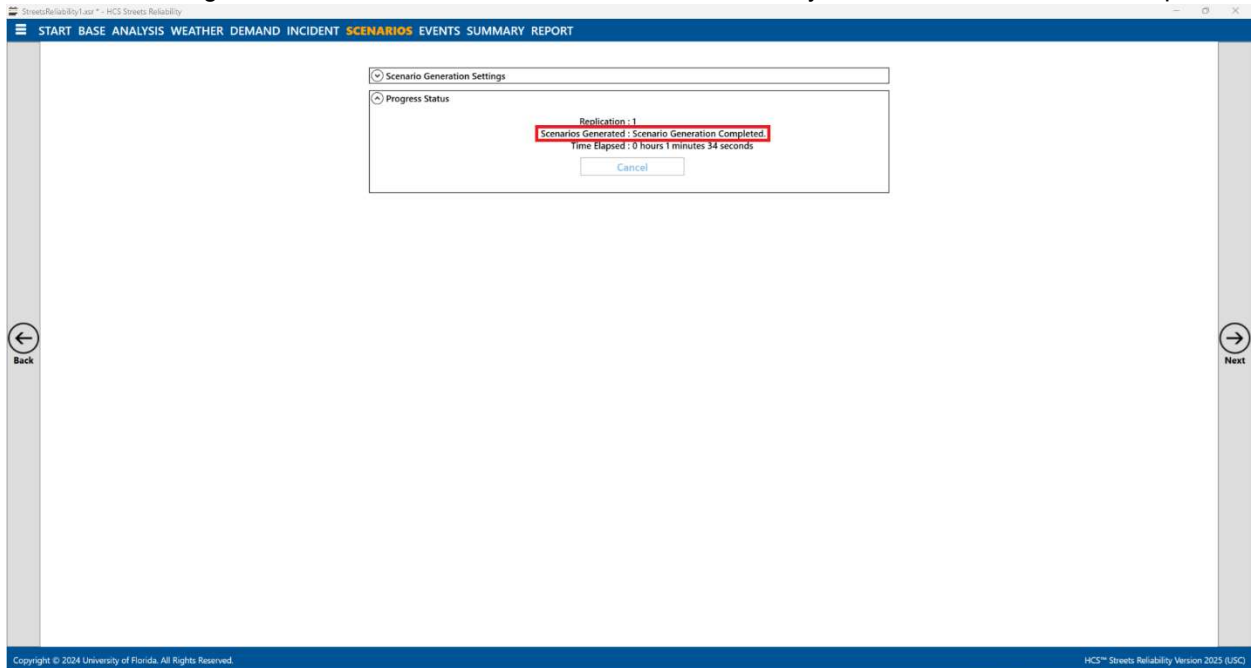 StreetsReliability1.asr * - HCS Streets Reliability
START BASE ANALYSIS WEATHER DEMAND INCIDENT SCENARIOS EVENTS SUMMARY REPORT
Scenario Generation Settings
Progress Status
Replication : 1
Scenarios Generated : Scenario Generation Completed.
Time Elapsed : 0 hours 1 minutes 34 seconds
Cancel
Back
Next
Copyright © 2024 University of Florida. All Rights Reserved.
HCS™ Streets Reliability Version 2025 (USC)